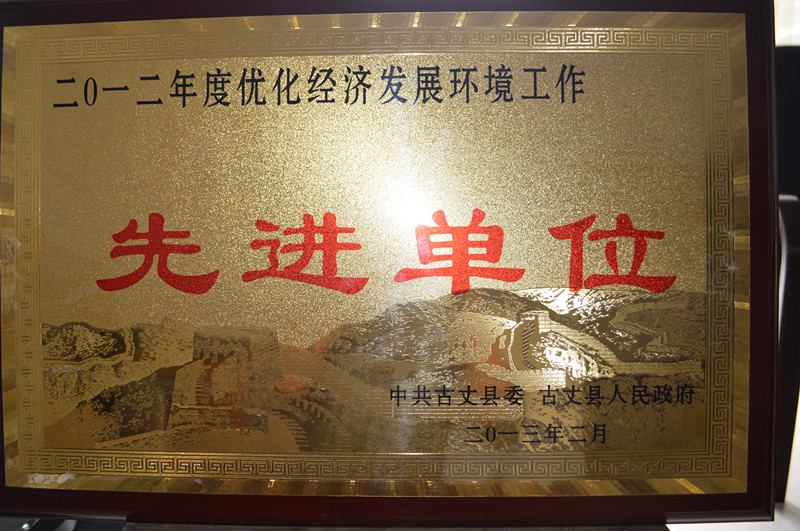 二0一二年度优化经济发展环境工作
先进单位
中共古丈县委 古丈县人民政府
二0一三年二月